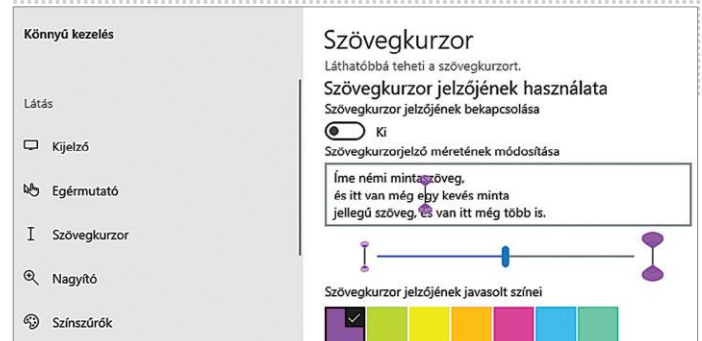 Könnyű kezelés
Látás
Kijelző
Egérmutató
Szövegkurzor
Nagyító
Színszűrők
Szövegkurzor
Láthatóbbá teheti a szövegkurzort.
Szövegkurzor jelzőjének használata
Szövegkurzor jelzőjének bekapcsolása
Ki
Szövegkurzorjelző méretének módosítása
Íme némi mintaszöveg,
és itt van még egy kevés minta
jellegű szöveg, és van itt még több is.
Szövegkurzor jelzőjének javasolt színei